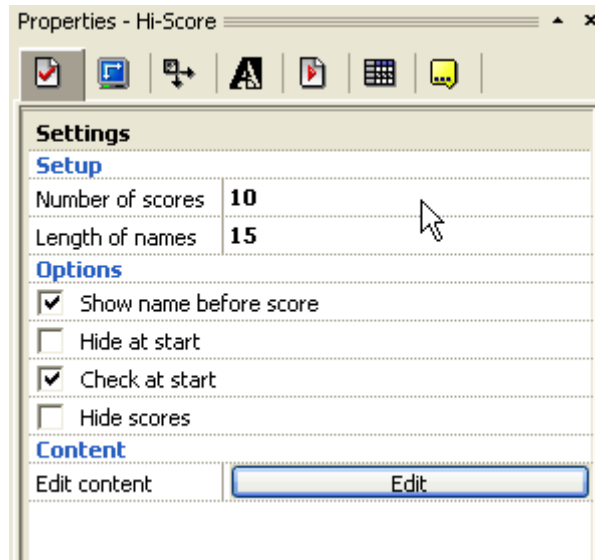 Properties - Hi-Score
Settings
Setup
Number of scores 10
Length of names 15
Options
Show name before score
Hide at start
Check at start
Hide scores
Content
Edit content Edit